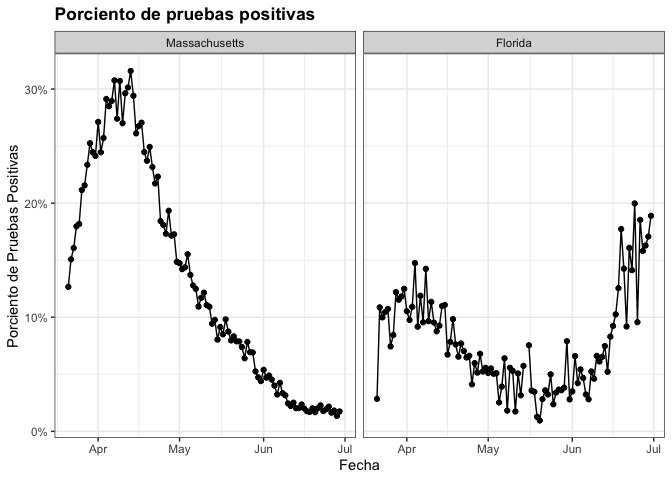 Porciento de pruebas positivas
Massachusetts
Florida
Porciento de Pruebas Positivas
30%
20%
10%
0%
Apr May Jun Jul
Apr May Jun Jul
Fecha